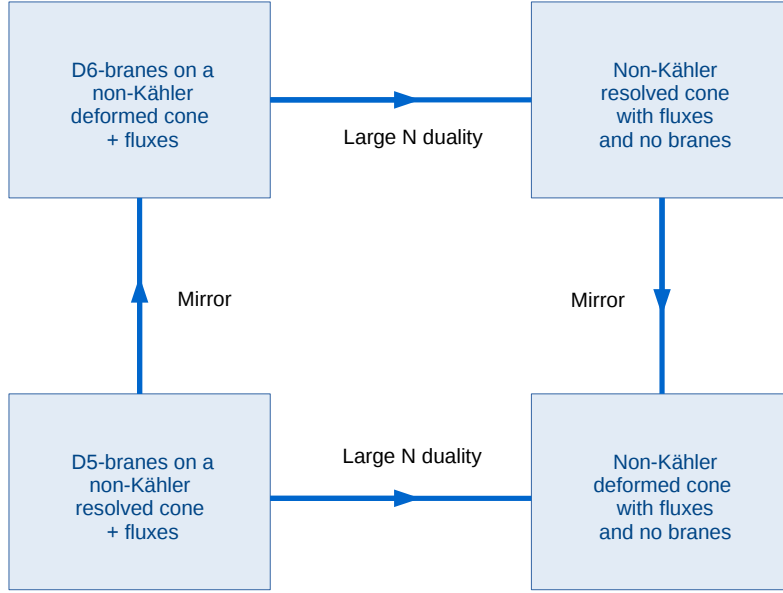 D6-branes on a
non-Kähler
deformed cone
+ fluxes
Large N duality
Non-Kähler
resolved cone
with fluxes
and no branes
Mirror
Mirror
D5-branes on a
non-Kähler
resolved cone
+ fluxes
Large N duality
Non-Kähler
deformed cone
with fluxes
and no branes